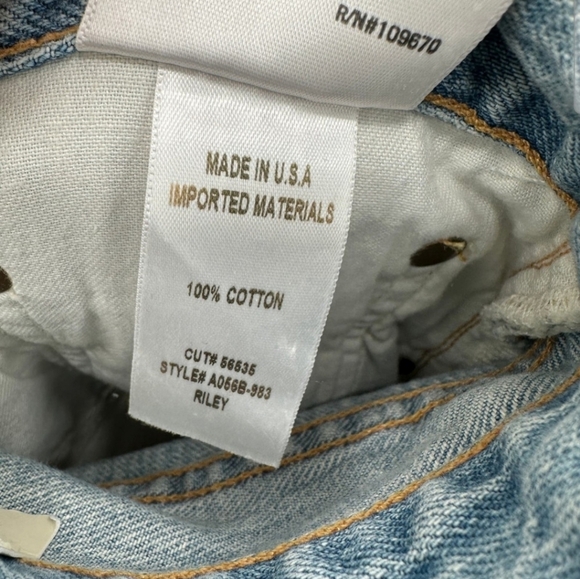 R/N#109670
MADE IN U.S.A
IMPORTED MATERIALS
100% COTTON
CUT# 56535
STYLE# A056B-983
RILEY